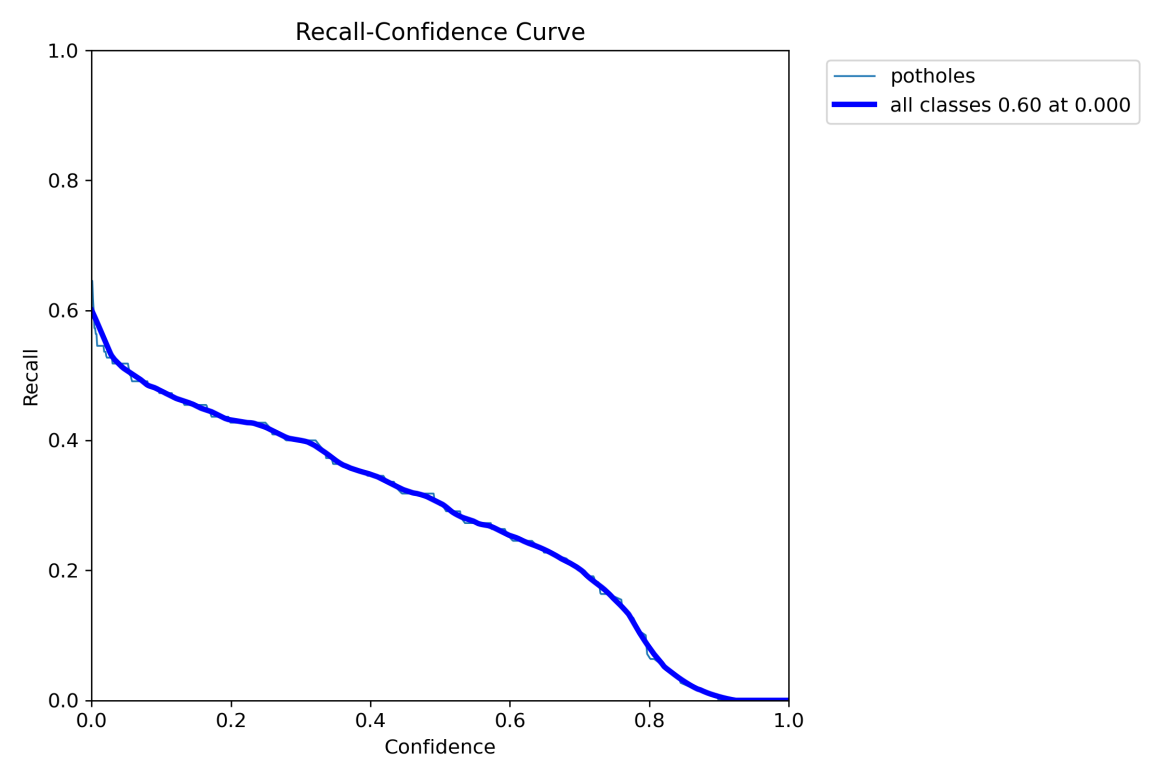 Recall-Confidence Curve
potholes
all classes 0.60 at 0.000
Recall
1.0
0.8
0.6
0.4
0.2
0.0
0.0 0.2 0.4 0.6 0.8 1.0
Confidence